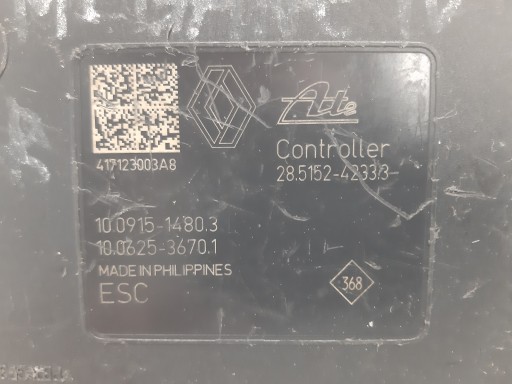 Ate
417123003A8
Controller
28.5152-4233.3
10.0915-1480.3
10.0625-3670.1
MADE IN PHILIPPINES
ESC
368